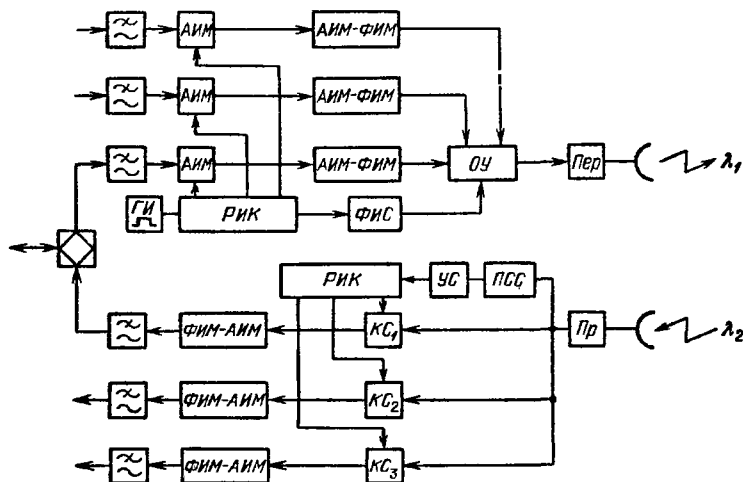 АИМ АИМ-ФИМ
АИМ АИМ-ФИМ
АИМ АИМ-ФИМ ОУ Пер λ₁
ГИ РИК ФИС
РИК УС ПСС
ФИМ-АИМ КС₁ Пр λ₂
ФИМ-АИМ КС₂
ФИМ-АИМ КС₃